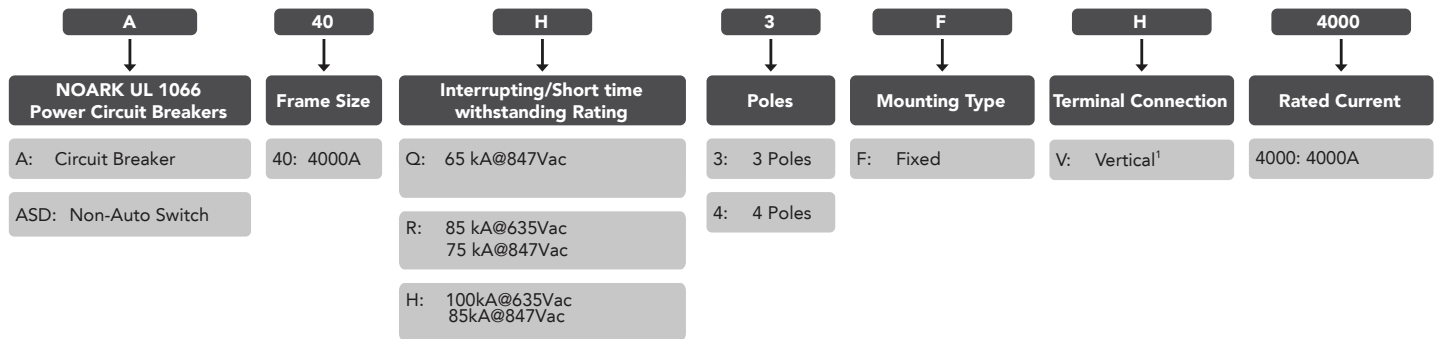 A 40 H 3 F H 4000
NOARK UL 1066
Power Circuit Breakers
Frame Size
Interrupting/Short time
withstanding Rating
Poles
Mounting Type
Terminal Connection
Rated Current
A: Circuit Breaker
ASD: Non-Auto Switch
40: 4000A
Q: 65 kA@847Vac
R: 85 kA@635Vac
75 kA@847Vac
H: 100kA@635Vac
85kA@847Vac
3: 3 Poles
4: 4 Poles
F: Fixed
V: Vertical¹
4000: 4000A